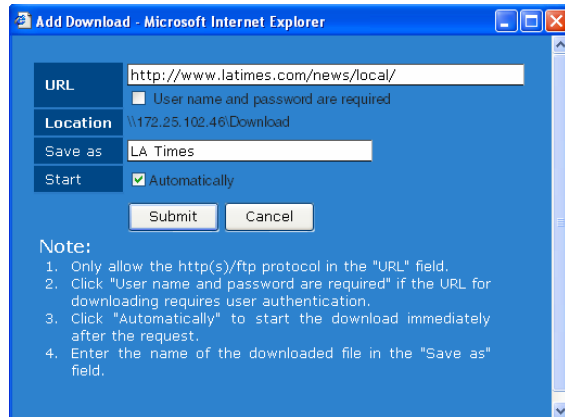 Add Download - Microsoft Internet Explorer
URL
http://www.latimes.com/news/local/
User name and password are required
Location
\\172.25.102.46\Download
Save as
LA Times
Start
Automatically
Submit
Cancel
Note:
1. Only allow the http(s)/ftp protocol in the "URL" field.
2. Click "User name and password are required" if the URL for
downloading requires user authentication.
3. Click "Automatically" to start the download immediately
after the request.
4. Enter the name of the downloaded file in the "Save as"
field.